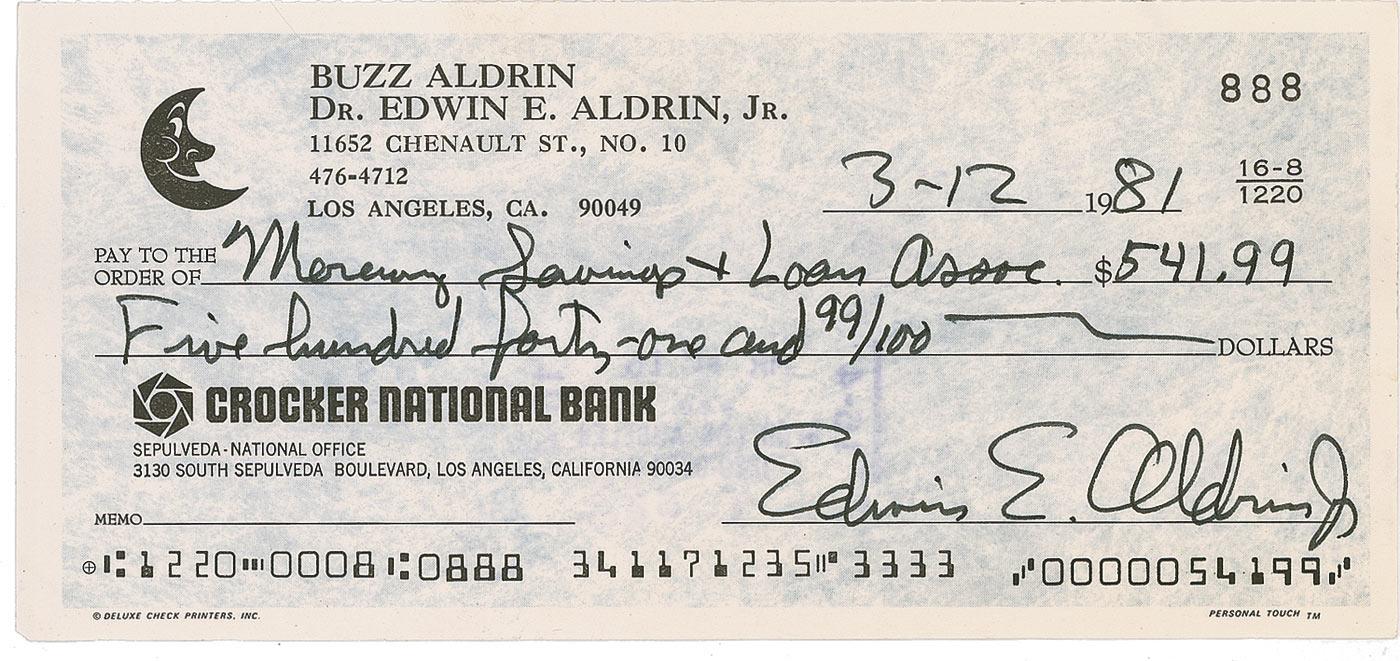 BUZZ ALDRIN
DR. EDWIN E. ALDRIN, JR.
11652 CHENAULT ST., NO. 10
476-4712
LOS ANGELES, CA. 90049
888
16-8
1220
3-12 1981
PAY TO THE
ORDER OF Mercury Savings + Loan Assoc. $541.99
Five hundred forty-one and 99/100 DOLLARS
CROCKER NATIONAL BANK
SEPULVEDA-NATIONAL OFFICE
3130 SOUTH SEPULVEDA BOULEVARD, LOS ANGELES, CALIFORNIA 90034
Edwin E. Aldrin Jr
MEMO
⑆1220⑉0008⑆0888 341171235⑈3333 ⑇0000054199⑇
© DELUXE CHECK PRINTERS, INC.
PERSONAL TOUCH TM